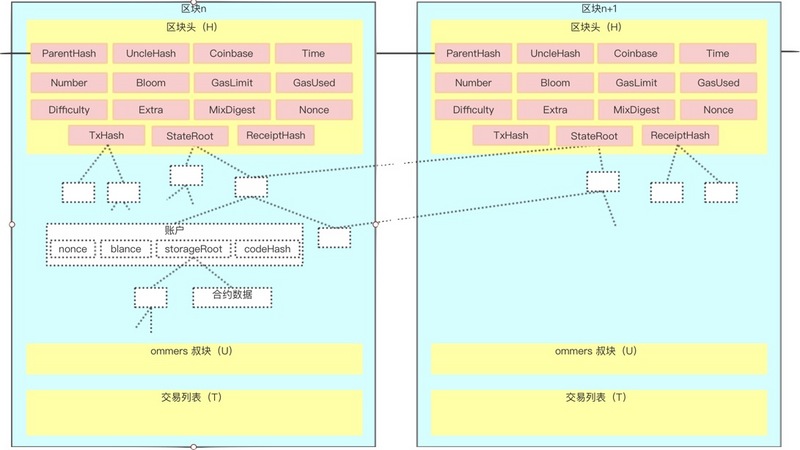 区块n
区块头（H）
ParentHash UncleHash Coinbase Time
Number Bloom GasLimit GasUsed
Difficulty Extra MixDigest Nonce
TxHash StateRoot ReceiptHash
账户
nonce blance storageRoot codeHash
合约数据
ommers 叔块（U）
交易列表（T）
区块n+1
区块头（H）
ParentHash UncleHash Coinbase Time
Number Bloom GasLimit GasUsed
Difficulty Extra MixDigest Nonce
TxHash StateRoot ReceiptHash
ommers 叔块（U）
交易列表（T）